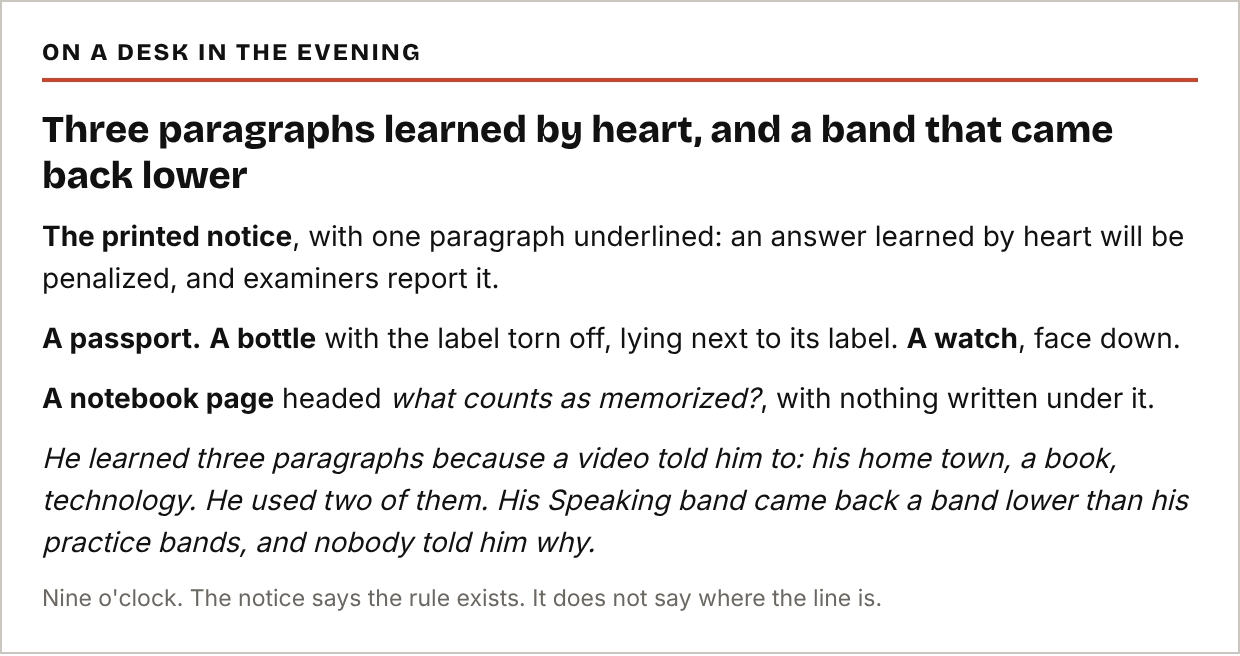 ON A DESK IN THE EVENING
Three paragraphs learned by heart, and a band that came
back lower
The printed notice, with one paragraph underlined: an answer learned by heart will be
penalized, and examiners report it.
A passport. A bottle with the label torn off, lying next to its label. A watch, face down.
A notebook page headed what counts as memorized?, with nothing written under it.
He learned three paragraphs because a video told him to: his home town, a book,
technology. He used two of them. His Speaking band came back a band lower than his
practice bands, and nobody told him why.
Nine o'clock. The notice says the rule exists. It does not say where the line is.